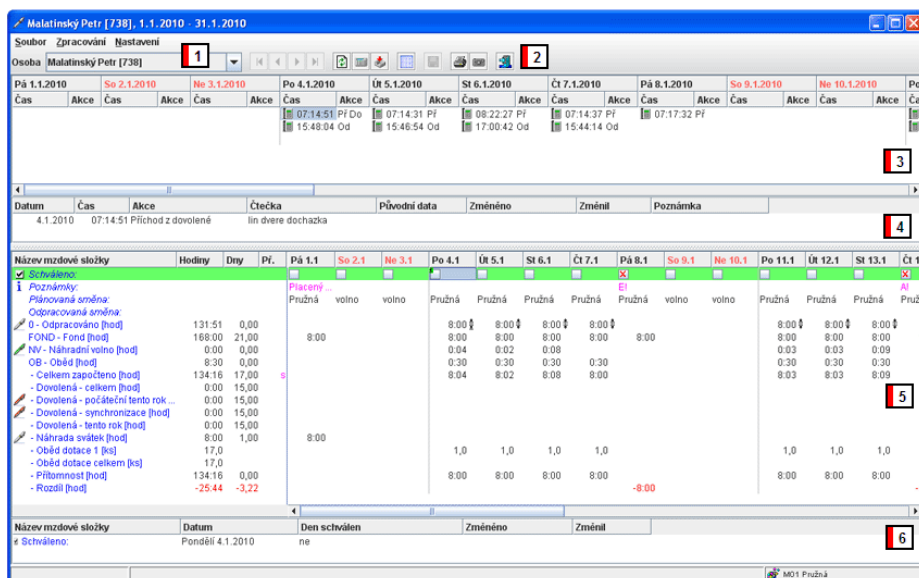 Malatinský Petr [738], 1.1.2010 - 31.1.2010
Soubor Zpracování Nastavení
Osoba Malatinský Petr [738] 1 2
Pá 1.1.2010 So 2.1.2010 Ne 3.1.2010 Po 4.1.2010 Út 5.1.2010 St 6.1.2010 Čt 7.1.2010 Pá 8.1.2010 So 9.1.2010 Ne 10.1.2010 Po
Čas Akce Čas Akce Čas Akce Čas Akce Čas Akce Čas Akce Čas Akce Čas Akce Čas Akce Čas Akce Čas
07:14:51 Př Do 07:14:31 Př 08:22:27 Př 07:14:37 Př 07:17:32 Př
15:48:04 Od 15:46:54 Od 17:00:42 Od 15:44:14 Od
3
Datum Čas Akce Čtečka Původní data Změnéno Změnil Poznámka
4.1.2010 07:14:51 Příchod z dovolené lin dvere dochazka
4
Název mzdové složky Hodiny Dny Př. Pá 1.1 So 2.1 Ne 3.1 Po 4.1 Út 5.1 St 6.1 Čt 7.1 Pá 8.1 So 9.1 Ne 10.1 Po 11.1 Út 12.1 St 13.1 Čt 1
Schváleno:
Poznámky: Placený ... E! A!
Plánovaná směna: Pružná volno volno Pružná Pružná Pružná Pružná Pružná volno volno Pružná Pružná Pružná Pruž
Odpracovaná směna:
0 - Odpracováno [hod] 131:51 0,00 8:00 8:00 8:00 8:00 8:00 8:00 8:00
FOND - Fond [hod] 168:00 21,00 8:00 8:00 8:00 8:00 8:00 8:00 8:00 8:00 8:00
NV - Náhradní volno [hod] 0:00 0,00 0:04 0:02 0:08 0:03 0:03 0:09
OB - Oběd [hod] 8:30 0,00 0:30 0:30 0:30 0:30 0:30 0:30 0:30
- Celkem započteno [hod] 134:16 17,00 s 8:04 8:02 8:08 8:00 8:03 8:03 8:09
- Dovolená - celkem [hod] 0:00 15,00
- Dovolená - počáteční tento rok ... 0:00 15,00
- Dovolená - synchronizace [hod] 0:00 15,00
5
- Dovolená - tento rok [hod] 0:00 15,00
- Náhrada svátek [hod] 8:00 1,00 8:00
- Oběd dotace 1 [ks] 17,0 1,0 1,0 1,0 1,0 1,0 1,0 1,0
- Oběd dotace celkem [ks] 17,0
- Přítomnost [hod] 134:16 0,00 8:00 8:00 8:00 8:00 8:00 8:00 8:00
- Rozdíl [hod] -25:44 -3,22 -8:00 -
Název mzdové složky Datum Den schválen Změnéno Změnil
Schváleno: Pondělí 4.1.2010 ne
6
M01 Pružná